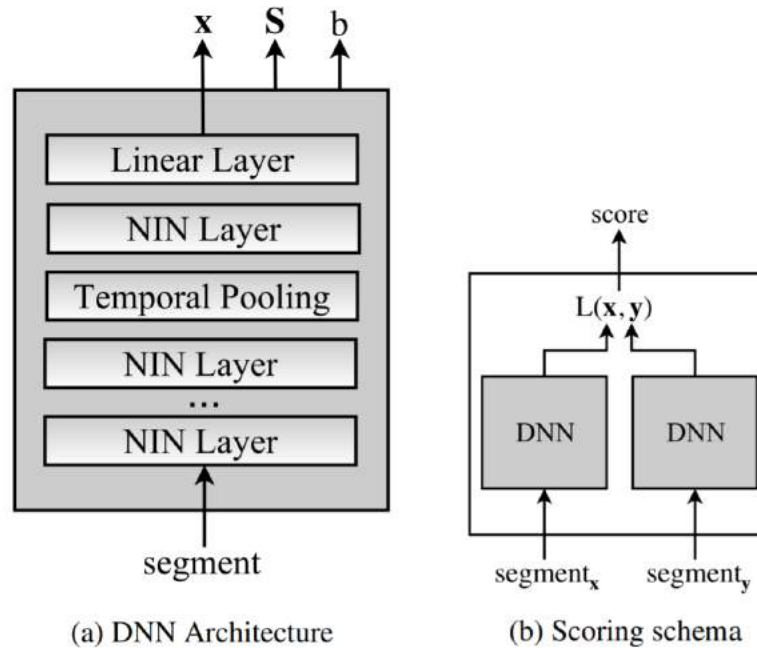 x S b
Linear Layer
NIN Layer
Temporal Pooling
NIN Layer
...
NIN Layer
segment
(a) DNN Architecture
score
L(x, y)
DNN DNN
segmentₓ segmentᵧ
(b) Scoring schema